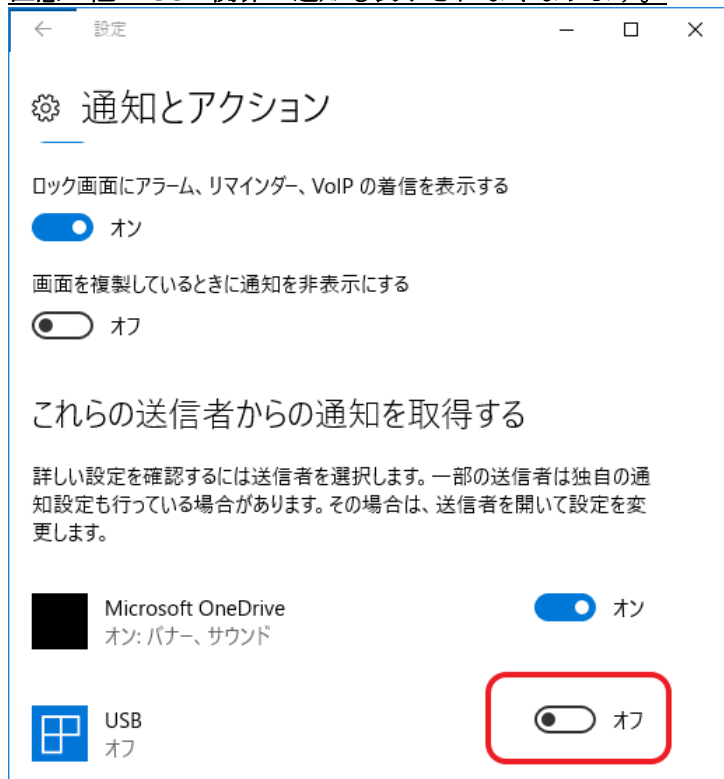 設定
通知とアクション
ロック画面にアラーム、リマインダー、VoIP の着信を表示する
オン
画面を複製しているときに通知を非表示にする
オフ
これらの送信者からの通知を取得する
詳しい設定を確認するには送信者を選択します。一部の送信者は独自の通
知設定も行っている場合があります。その場合は、送信者を開いて設定を変
更します。
Microsoft OneDrive
オン
オン: バナー、サウンド
USB
オフ
オフ